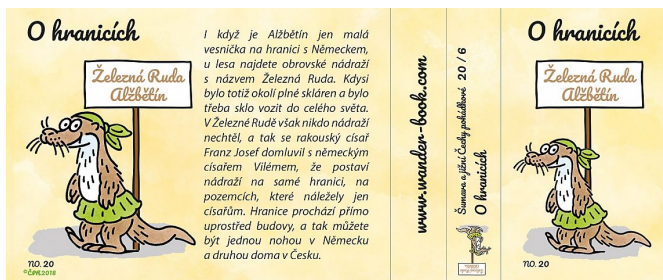 O hranicích
Železná Ruda
Alžbětín
NO. 20
©ČÁPEK 2018
I když je Alžbětín jen malá
vesnička na hranici s Německem,
u lesa najdete obrovské nádraží
s názvem Železná Ruda. Kdysi
bylo totiž okolí plné skláren a bylo
třeba sklo vozit do celého světa.
V Železné Rudě však nikdo nádraží
nechtěl, a tak se rakouský císař
Franz Josef domluvil s německým
císařem Vilémem, že postaví
nádraží na samé hranici, na
pozemcích, které náležely jen
císařům. Hranice prochází přímo
uprostřed budovy, a tak můžete
být jednou nohou v Německu
a druhou doma v Česku.
www.wander-book.com
Šumava a jižní Čechy pohádkové 20 / 6
O hranicích
O hranicích
Železná Ruda
Alžbětín
NO. 20